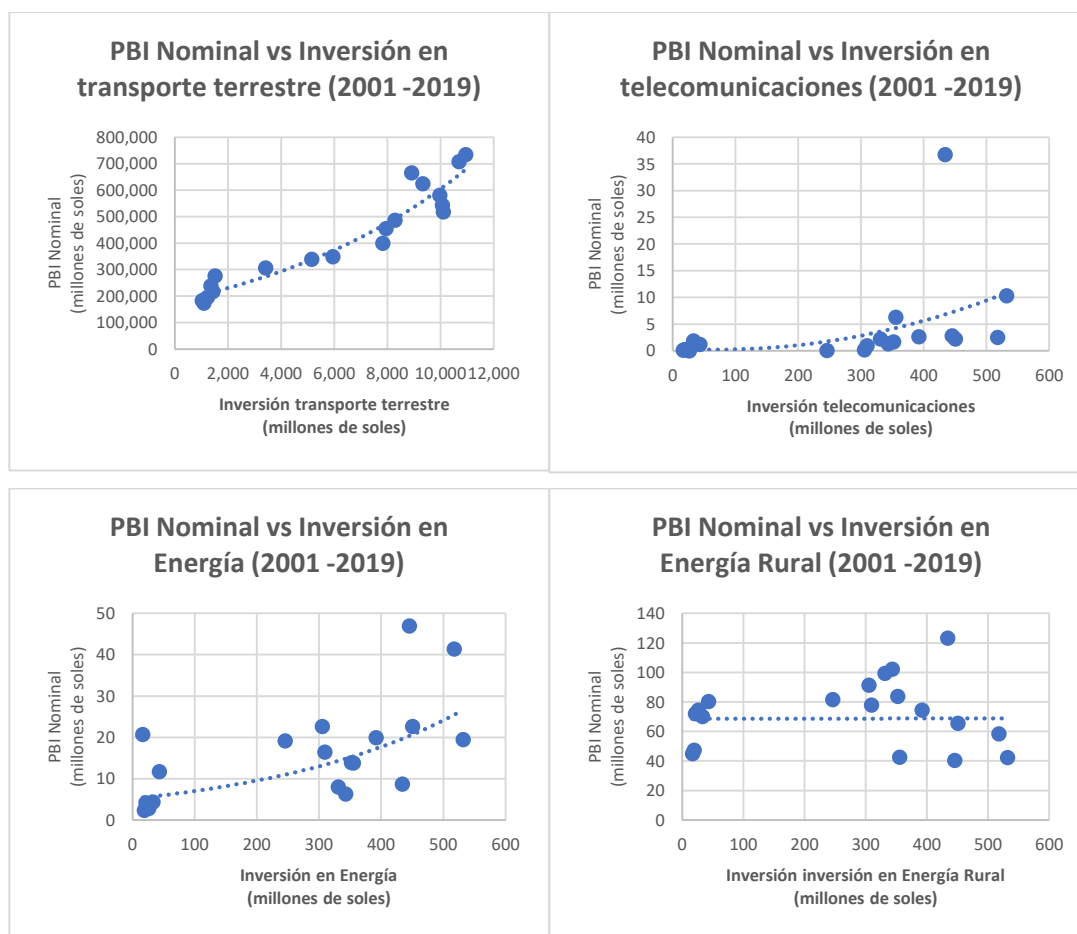 PBI Nominal vs Inversión en
transporte terrestre (2001 -2019)
PBI Nominal
(millones de soles)
800,000
700,000
600,000
500,000
400,000
300,000
200,000
100,000
0
0 2,000 4,000 6,000 8,000 10,000 12,000
Inversión transporte terrestre
(millones de soles)
PBI Nominal vs Inversión en
telecomunicaciones (2001 -2019)
PBI Nominal
(millones de soles)
40
35
30
25
20
15
10
5
0
0 100 200 300 400 500 600
Inversión telecomunicaciones
(millones de soles)
PBI Nominal vs Inversión en
Energía (2001 -2019)
PBI Nominal
(millones de soles)
50
40
30
20
10
0
0 100 200 300 400 500 600
Inversión en Energía
(millones de soles)
PBI Nominal vs Inversión en
Energía Rural (2001 -2019)
PBI Nominal
(millones de soles)
140
120
100
80
60
40
20
0
0 100 200 300 400 500 600
Inversión inversión en Energía Rural
(millones de soles)